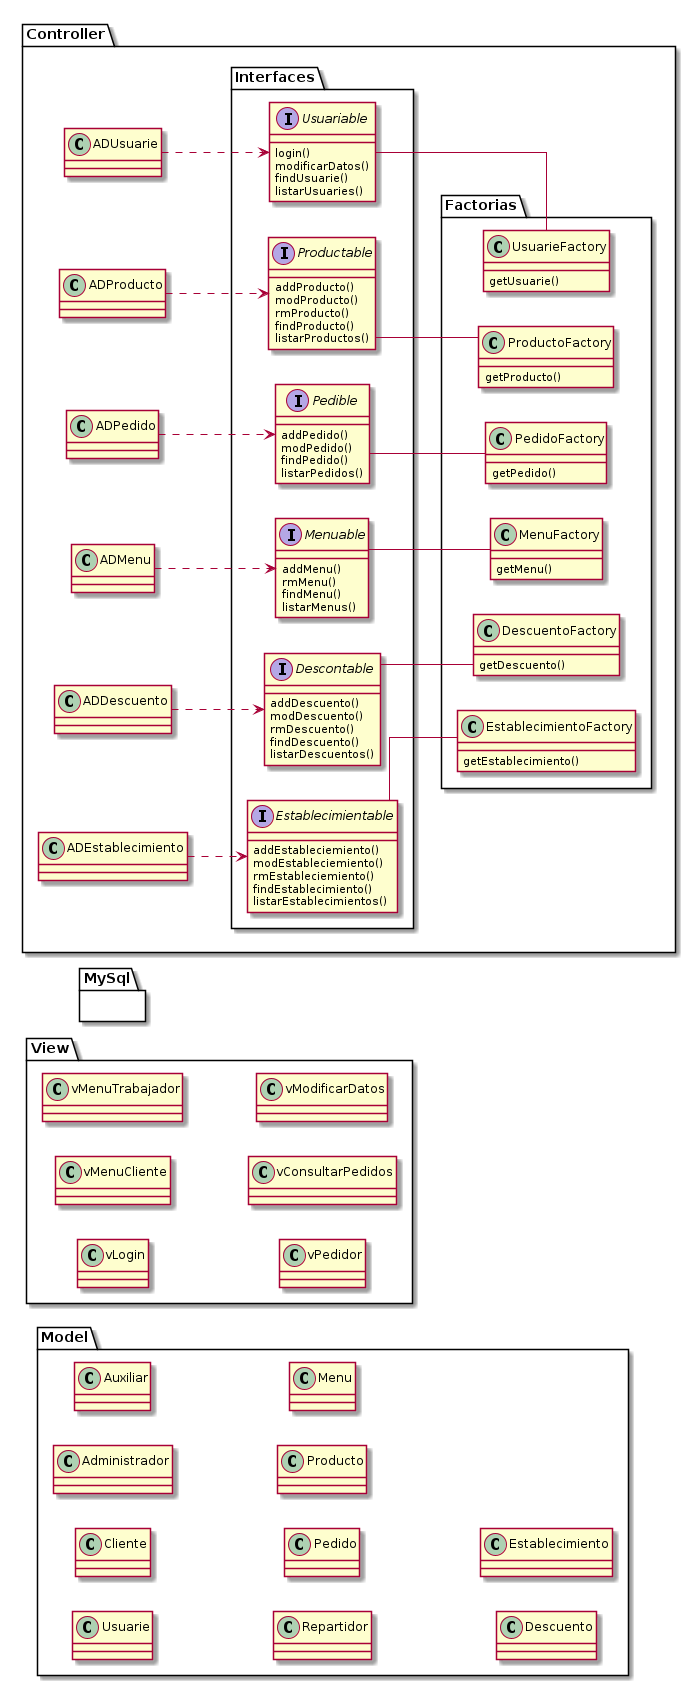 Controller
Interfaces
C ADUsuarie
I Usuariable
login()
modificarDatos()
findUsuarie()
listarUsuaries()
Factorias
C UsuarieFactory
getUsuarie()
C ADProducto
I Productable
addProducto()
modProducto()
rmProducto()
findProducto()
listarProductos()
C ProductoFactory
getProducto()
C ADPedido
I Pedible
addPedido()
modPedido()
findPedido()
listarPedidos()
C PedidoFactory
getPedido()
C ADMenu
I Menuable
addMenu()
rmMenu()
findMenu()
listarMenus()
C MenuFactory
getMenu()
C ADDescuento
I Descontable
addDescuento()
modDescuento()
rmDescuento()
findDescuento()
listarDescuentos()
C DescuentoFactory
getDescuento()
C EstablecimientoFactory
getEstablecimiento()
C ADEstablecimiento
I Establecimientable
addEstableciemiento()
modEstableciemiento()
rmEstableciemiento()
findEstablecimiento()
listarEstablecimientos()
MySql
View
C vMenuTrabajador
C vModificarDatos
C vMenuCliente
C vConsultarPedidos
C vLogin
C vPedidor
Model
C Auxiliar
C Menu
C Administrador
C Producto
C Cliente
C Pedido
C Establecimiento
C Usuarie
C Repartidor
C Descuento